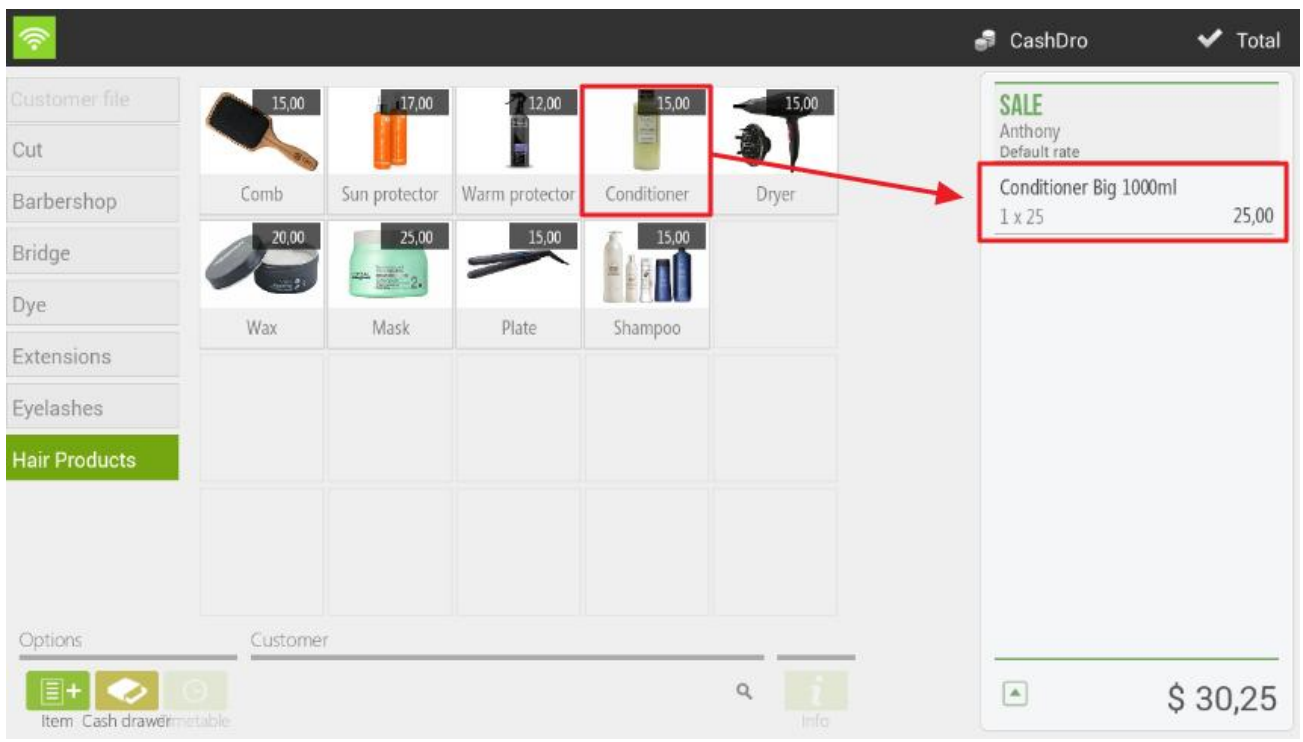 CashDro
Total
Customer file
Cut
Barbershop
Bridge
Dye
Extensions
Eyelashes
Hair Products
15,00
17,00
12,00
15,00
15,00
Comb
Sun protector
Warm protector
Conditioner
Dryer
20,00
25,00
15,00
15,00
Wax
Mask
Plate
Shampoo
SALE
Anthony
Default rate
Conditioner Big 1000ml
1 x 25
25,00
Options
Customer
Item
Cash drawer
Info
$ 30,25